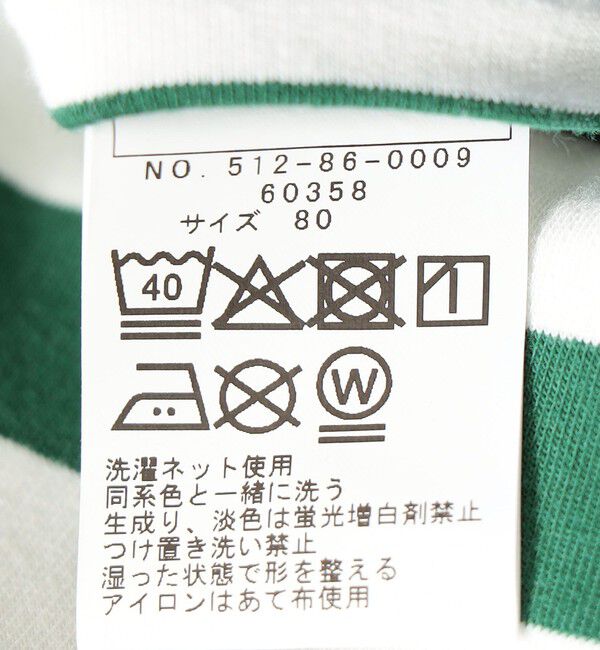 NO. 512-86-0009
60358
サイズ 80
40
W
洗濯ネット使用
同系色と一緒に洗う
生成り、淡色は蛍光増白剤禁止
つけ置き洗い禁止
湿った状態で形を整える
アイロンはあて布使用